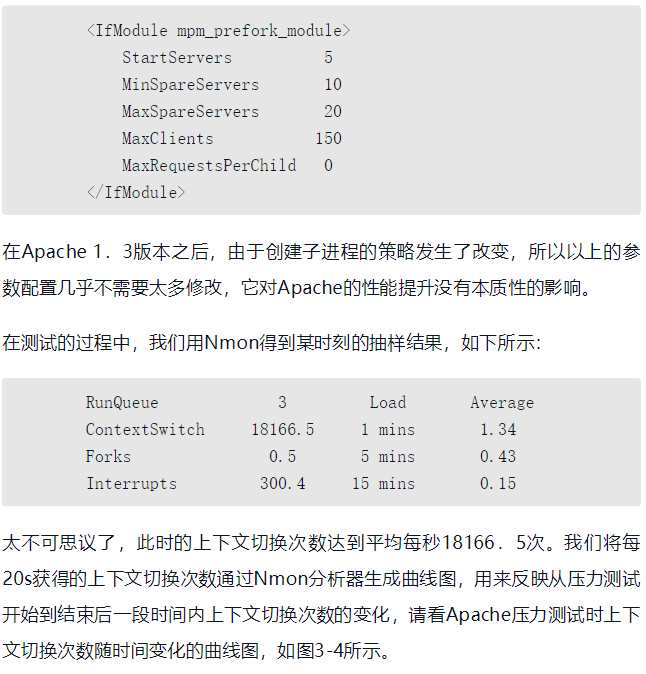 <IfModule mpm_prefork_module>
StartServers 5
MinSpareServers 10
MaxSpareServers 20
MaxClients 150
MaxRequestsPerChild 0
</IfModule>
在Apache 1．3版本之后，由于创建子进程的策略发生了改变，所以以上的参
数配置几乎不需要太多修改，它对Apache的性能提升没有本质性的影响。
在测试的过程中，我们用Nmon得到某时刻的抽样结果，如下所示：
RunQueue 3 Load Average
ContextSwitch 18166.5 1 mins 1.34
Forks 0.5 5 mins 0.43
Interrupts 300.4 15 mins 0.15
太不可思议了，此时的上下文切换次数达到平均每秒18166．5次。我们将每
20s获得的上下文切换次数通过Nmon分析器生成曲线图，用来反映从压力测试
开始到结束后一段时间内上下文切换次数的变化，请看Apache压力测试时上下
文切换次数随时间变化的曲线图，如图3-4所示。